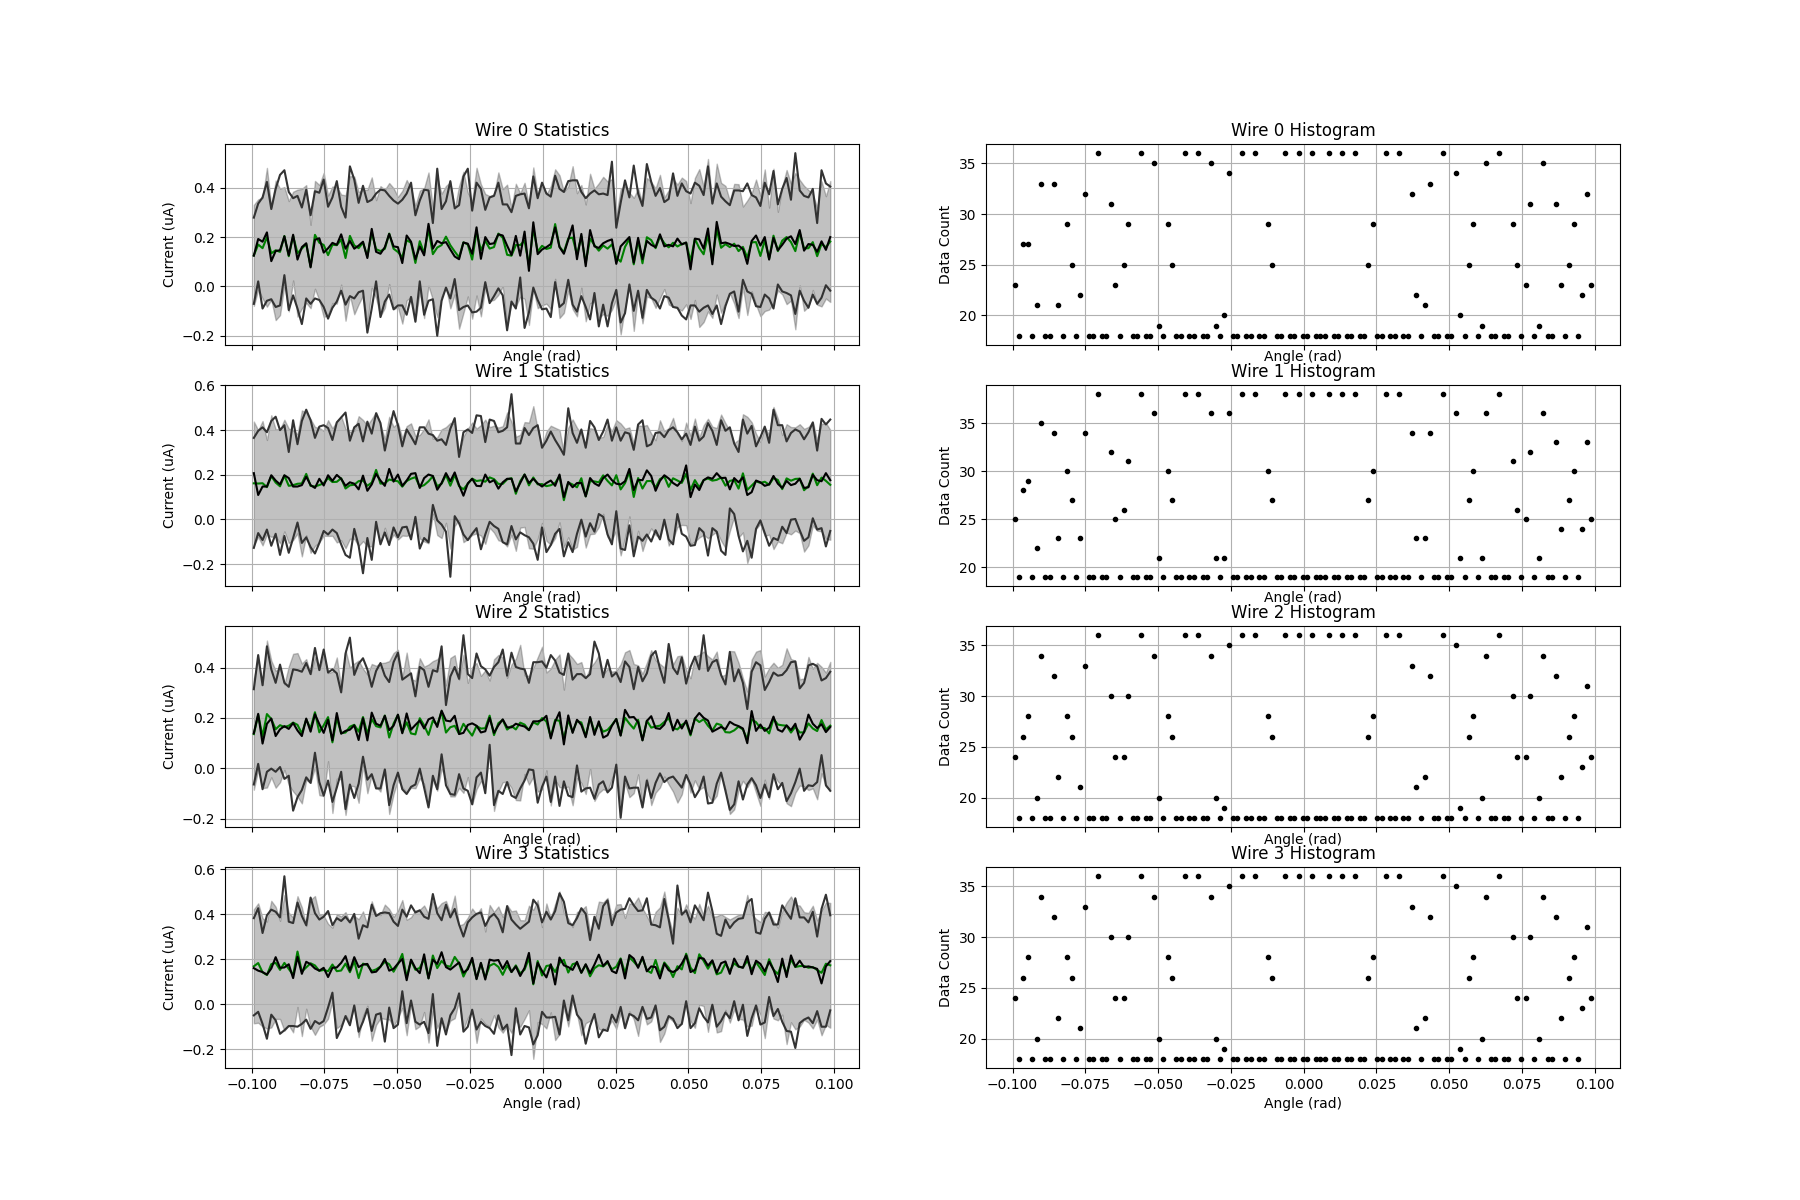 Wire 0 Statistics
Current (uA)
0.4
0.2
0.0
−0.2
Angle (rad)
Wire 0 Histogram
Data Count
35
30
25
20
Angle (rad)
Wire 1 Statistics
Current (uA)
0.6
0.4
0.2
0.0
−0.2
Angle (rad)
Wire 1 Histogram
Data Count
35
30
25
20
Angle (rad)
Wire 2 Statistics
Current (uA)
0.4
0.2
0.0
−0.2
Angle (rad)
Wire 2 Histogram
Data Count
35
30
25
20
Angle (rad)
Wire 3 Statistics
Current (uA)
0.6
0.4
0.2
0.0
−0.2
−0.100 −0.075 −0.050 −0.025 0.000 0.025 0.050 0.075 0.100
Angle (rad)
Wire 3 Histogram
Data Count
35
30
25
20
−0.100 −0.075 −0.050 −0.025 0.000 0.025 0.050 0.075 0.100
Angle (rad)